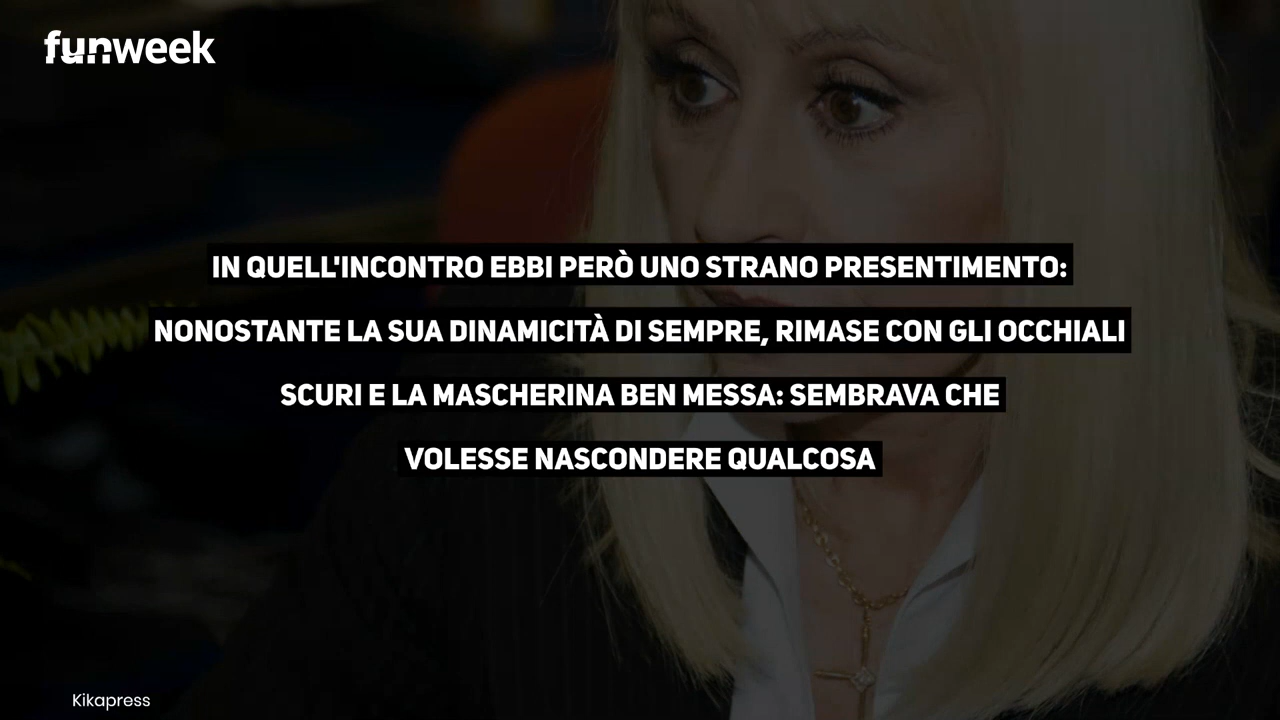 funweek
IN QUELL'INCONTRO EBBI PERÒ UNO STRANO PRESENTIMENTO:
NONOSTANTE LA SUA DINAMICITÀ DI SEMPRE, RIMASE CON GLI OCCHIALI
SCURI E LA MASCHERINA BEN MESSA: SEMBRAVA CHE
VOLESSE NASCONDERE QUALCOSA
Kikapress